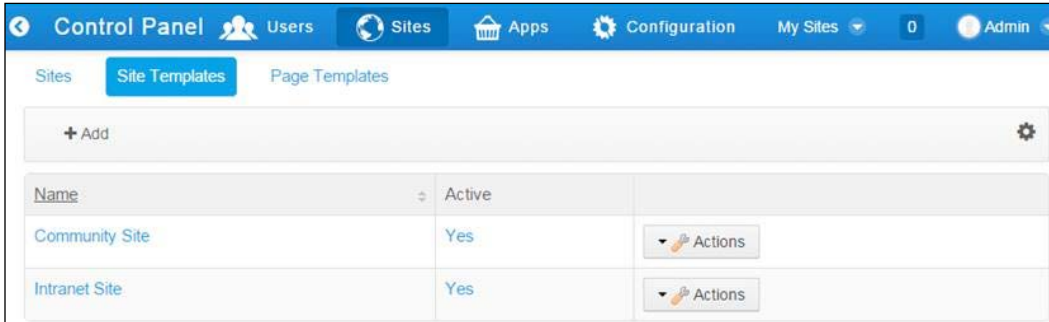 Control Panel Users Sites Apps Configuration My Sites 0 Admin
Sites Site Templates Page Templates
+ Add
Name Active
Community Site Yes Actions
Intranet Site Yes Actions